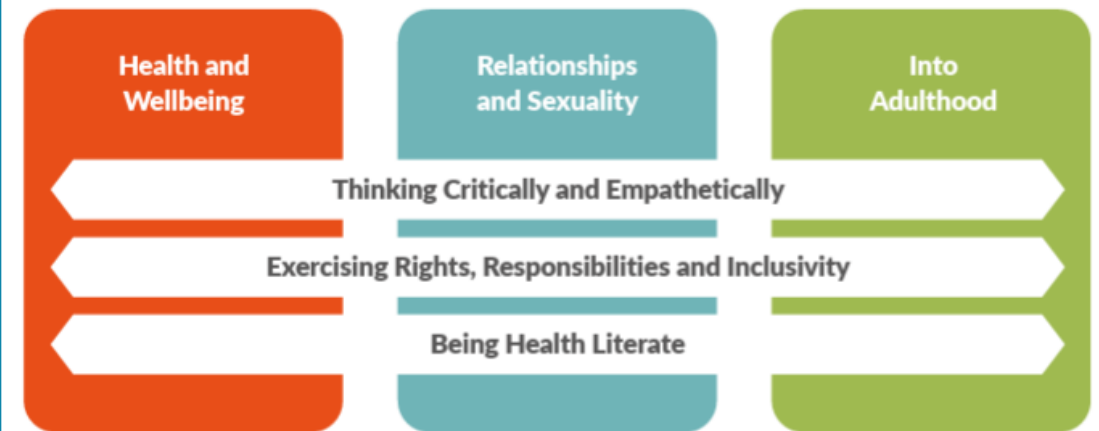 Health and
Wellbeing
Relationships
and Sexuality
Into
Adulthood
Thinking Critically and Empathetically
Exercising Rights, Responsibilities and Inclusivity
Being Health Literate